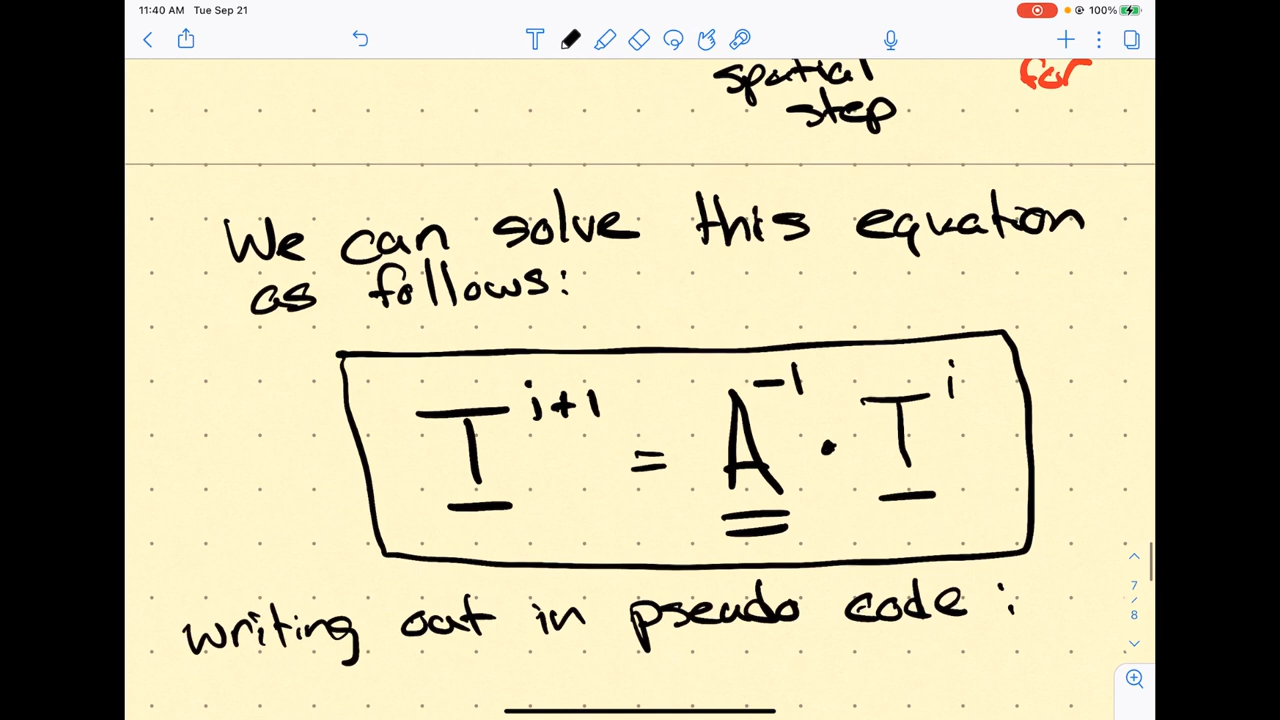 11:40 AM Tue Sep 21
100%
spatial
for
step
We can solve this equation
as follows:
T^{i+1} = A^{-1} · T^{i}
writing out in pseudo code :
7
/
8